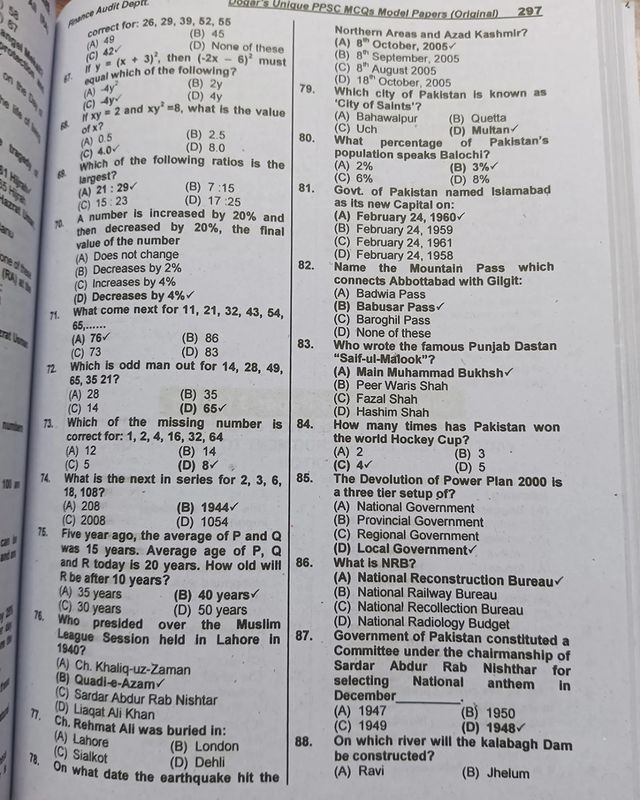 Finance Audit Deptt.
Dogar's Unique PPSC MCQs Model Papers (Original) 297
correct for: 26, 29, 39, 52, 55
(A) 49 (B) 45
(C) 42✓ (D) None of these
67. If y = (x + 3)², then (-2x - 6)² must
equal which of the following?
(A) -4y² (B) 2y
(C) -4y✓ (D) 4y
68. If xy = 2 and xy² =8, what is the value
of x?
(A) 0.5 (B) 2.5
(C) 4.0✓ (D) 8.0
69. Which of the following ratios is the
largest?
(A) 21 : 29✓ (B) 7 :15
(C) 15 : 23 (D) 17 :25
70. A number is increased by 20% and
then decreased by 20%, the final
value of the number
(A) Does not change
(B) Decreases by 2%
(C) Increases by 4%
(D) Decreases by 4%✓
71. What come next for 11, 21, 32, 43, 54,
65,......
(A) 76✓ (B) 86
(C) 73 (D) 83
72. Which is odd man out for 14, 28, 49,
65, 35 21?
(A) 28 (B) 35
(C) 14 (D) 65✓
73. Which of the missing number is
correct for: 1, 2, 4, 16, 32, 64
(A) 12 (B) 14
(C) 5 (D) 8✓
74. What is the next in series for 2, 3, 6,
18, 108?
(A) 208 (B) 1944✓
(C) 2008 (D) 1054
75. Five year ago, the average of P and Q
was 15 years. Average age of P, Q
and R today is 20 years. How old will
R be after 10 years?
(A) 35 years (B) 40 years✓
(C) 30 years (D) 50 years
76. Who presided over the Muslim
League Session held in Lahore in
1940?
(A) Ch. Khaliq-uz-Zaman
(B) Quadi-e-Azam✓
(C) Sardar Abdur Rab Nishtar
(D) Liaqat Ali Khan
77. Ch. Rehmat Ali was buried in:
(A) Lahore (B) London
(C) Sialkot (D) Dehli
78. On what date the earthquake hit the
Northern Areas and Azad Kashmir?
(A) 8th October, 2005✓
(B) 8th September, 2005
(C) 8th August 2005
(D) 18th October, 2005
79. Which city of Pakistan is known as
'City of Saints'?
(A) Bahawalpur (B) Quetta
(C) Uch (D) Multan✓
80. What percentage of Pakistan's
population speaks Balochi?
(A) 2% (B) 3%✓
(C) 6% (D) 8%
81. Govt. of Pakistan named Islamabad
as its new Capital on:
(A) February 24, 1960✓
(B) February 24, 1959
(C) February 24, 1961
(D) February 24, 1958
82. Name the Mountain Pass which
connects Abbottabad with Gilgit:
(A) Badwia Pass
(B) Babusar Pass✓
(C) Baroghil Pass
(D) None of these
83. Who wrote the famous Punjab Dastan
"Saif-ul-Malook"?
(A) Main Muhammad Bukhsh✓
(B) Peer Waris Shah
(C) Fazal Shah
(D) Hashim Shah
84. How many times has Pakistan won
the world Hockey Cup?
(A) 2 (B) 3
(C) 4✓ (D) 5
85. The Devolution of Power Plan 2000 is
a three tier setup of?
(A) National Government
(B) Provincial Government
(C) Regional Government
(D) Local Government✓
86. What is NRB?
(A) National Reconstruction Bureau✓
(B) National Railway Bureau
(C) National Recollection Bureau
(D) National Radiology Budget
87. Government of Pakistan constituted a
Committee under the chairmanship of
Sardar Abdur Rab Nishthar for
selecting National anthem in
December__________.
(A) 1947 (B) 1950
(C) 1949 (D) 1948✓
88. On which river will the kalabagh Dam
be constructed?
(A) Ravi (B) Jhelum